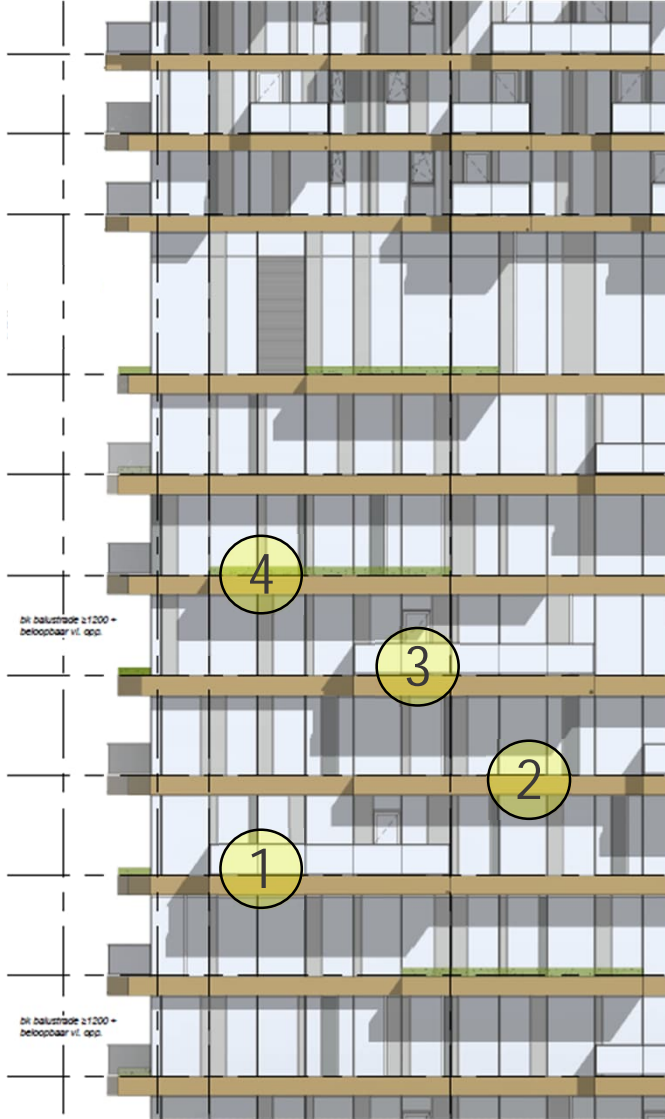 4
bk balustrade ≥1200 +
beloopbaar vl. opp.
3
2
1
bk balustrade ≥1200 +
beloopbaar vl. opp.